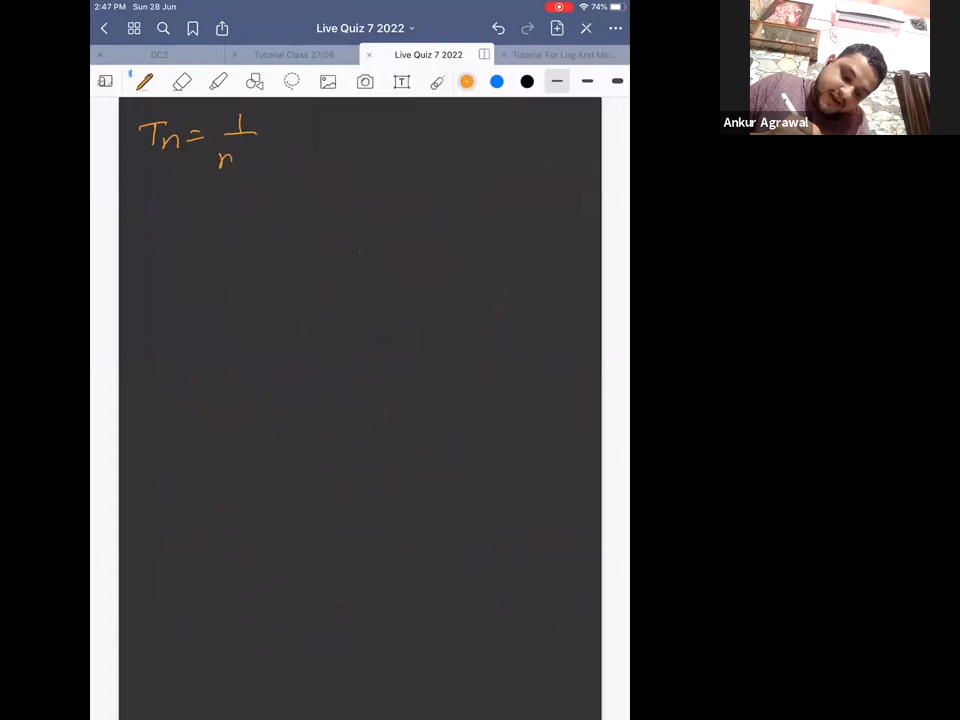 2:47 PM Sun 28 Jun
74%
Live Quiz 7 2022
DC2
Tutorial Class 27/06
Live Quiz 7 2022
Tutorial For Log And Mo...
Ankur Agrawal
Tn = 1
n